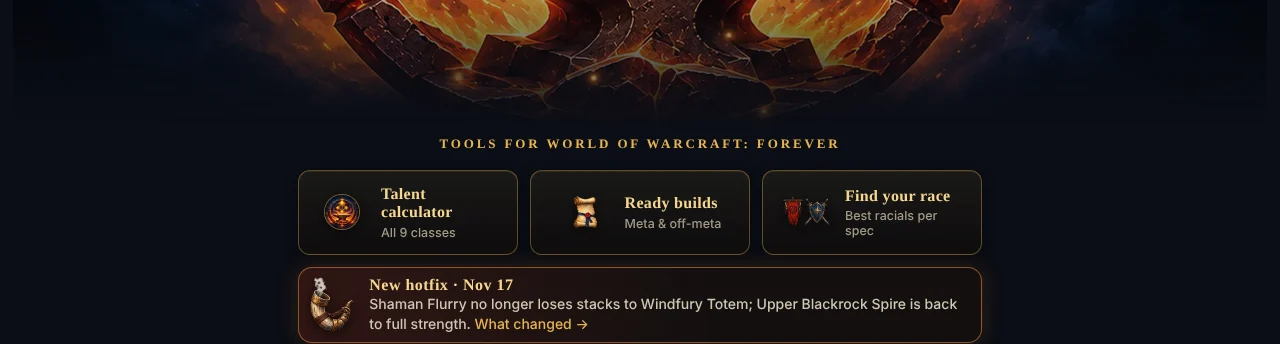 TOOLS FOR WORLD OF WARCRAFT: FOREVER
Talent
calculator
All 9 classes
Ready builds
Meta & off-meta
Find your race
Best racials per
spec
New hotfix · Nov 17
Shaman Flurry no longer loses stacks to Windfury Totem; Upper Blackrock Spire is back
to full strength. What changed →